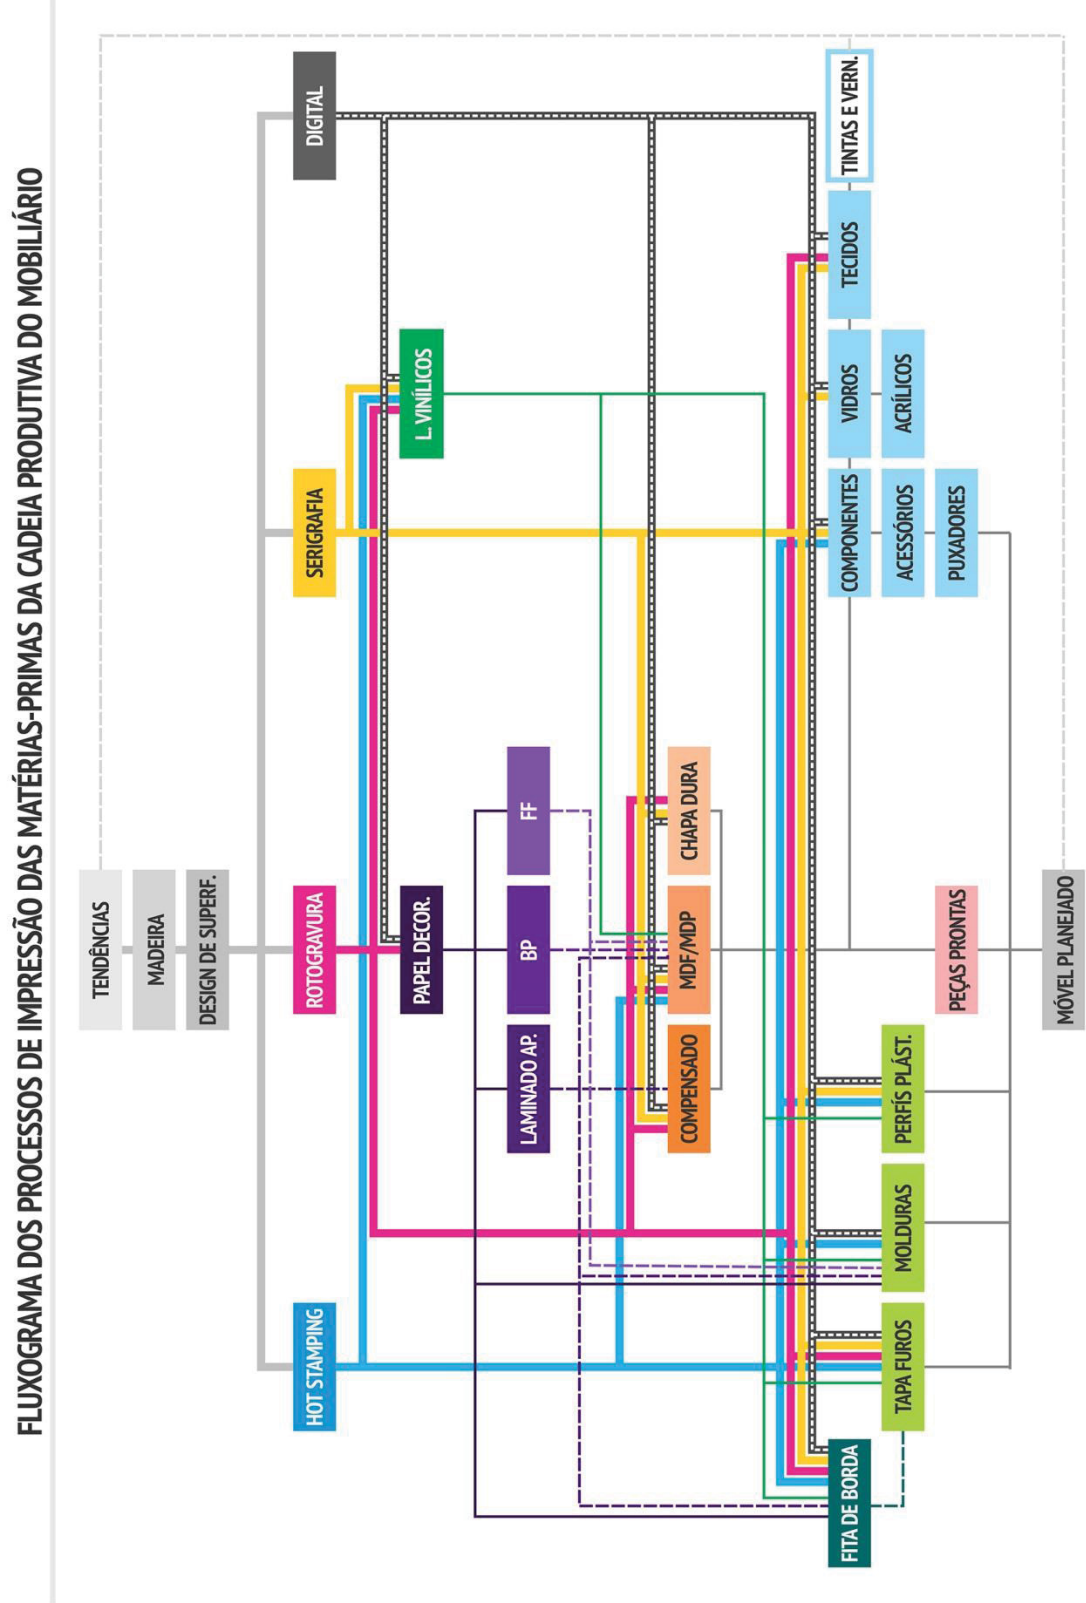 FLUXOGRAMA DOS PROCESSOS DE IMPRESSÃO DAS MATÉRIAS-PRIMAS DA CADEIA PRODUTIVA DO MOBILIÁRIO
TENDÊNCIAS
MADEIRA
DESIGN DE SUPERF.
HOT STAMPING
ROTOGRAVURA
SERIGRAFIA
DIGITAL
PAPEL DECOR.
L. VINÍLICOS
LAMINADO AP.
BP
FF
COMPENSADO
MDF/MDP
CHAPA DURA
FITA DE BORDA
COMPONENTES
VIDROS
TECIDOS
TINTAS E VERN.
TAPA FUROS
MOLDURAS
PERFÍS PLÁST.
ACESSÓRIOS
ACRÍLICOS
PEÇAS PRONTAS
PUXADORES
MÓVEL PLANEJADO